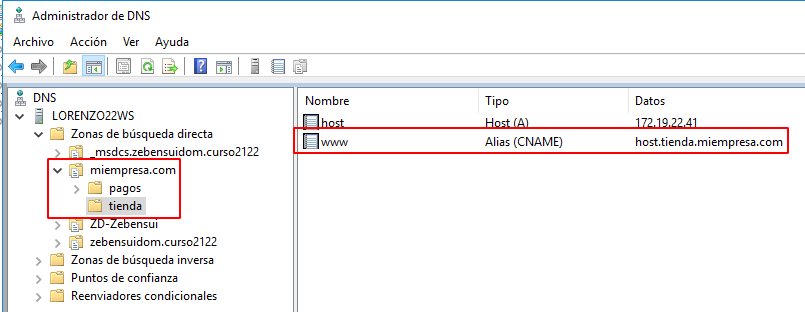 Administrador de DNS
Archivo Acción Ver Ayuda
DNS
LORENZO22WS
Zonas de búsqueda directa
_msdcs.zebensuidom.curso2122
miempresa.com
pagos
tienda
ZD-Zebensui
zebensuidom.curso2122
Zonas de búsqueda inversa
Puntos de confianza
Reenviadores condicionales
Nombre Tipo Datos
host Host (A) 172.19.22.41
www Alias (CNAME) host.tienda.miempresa.com